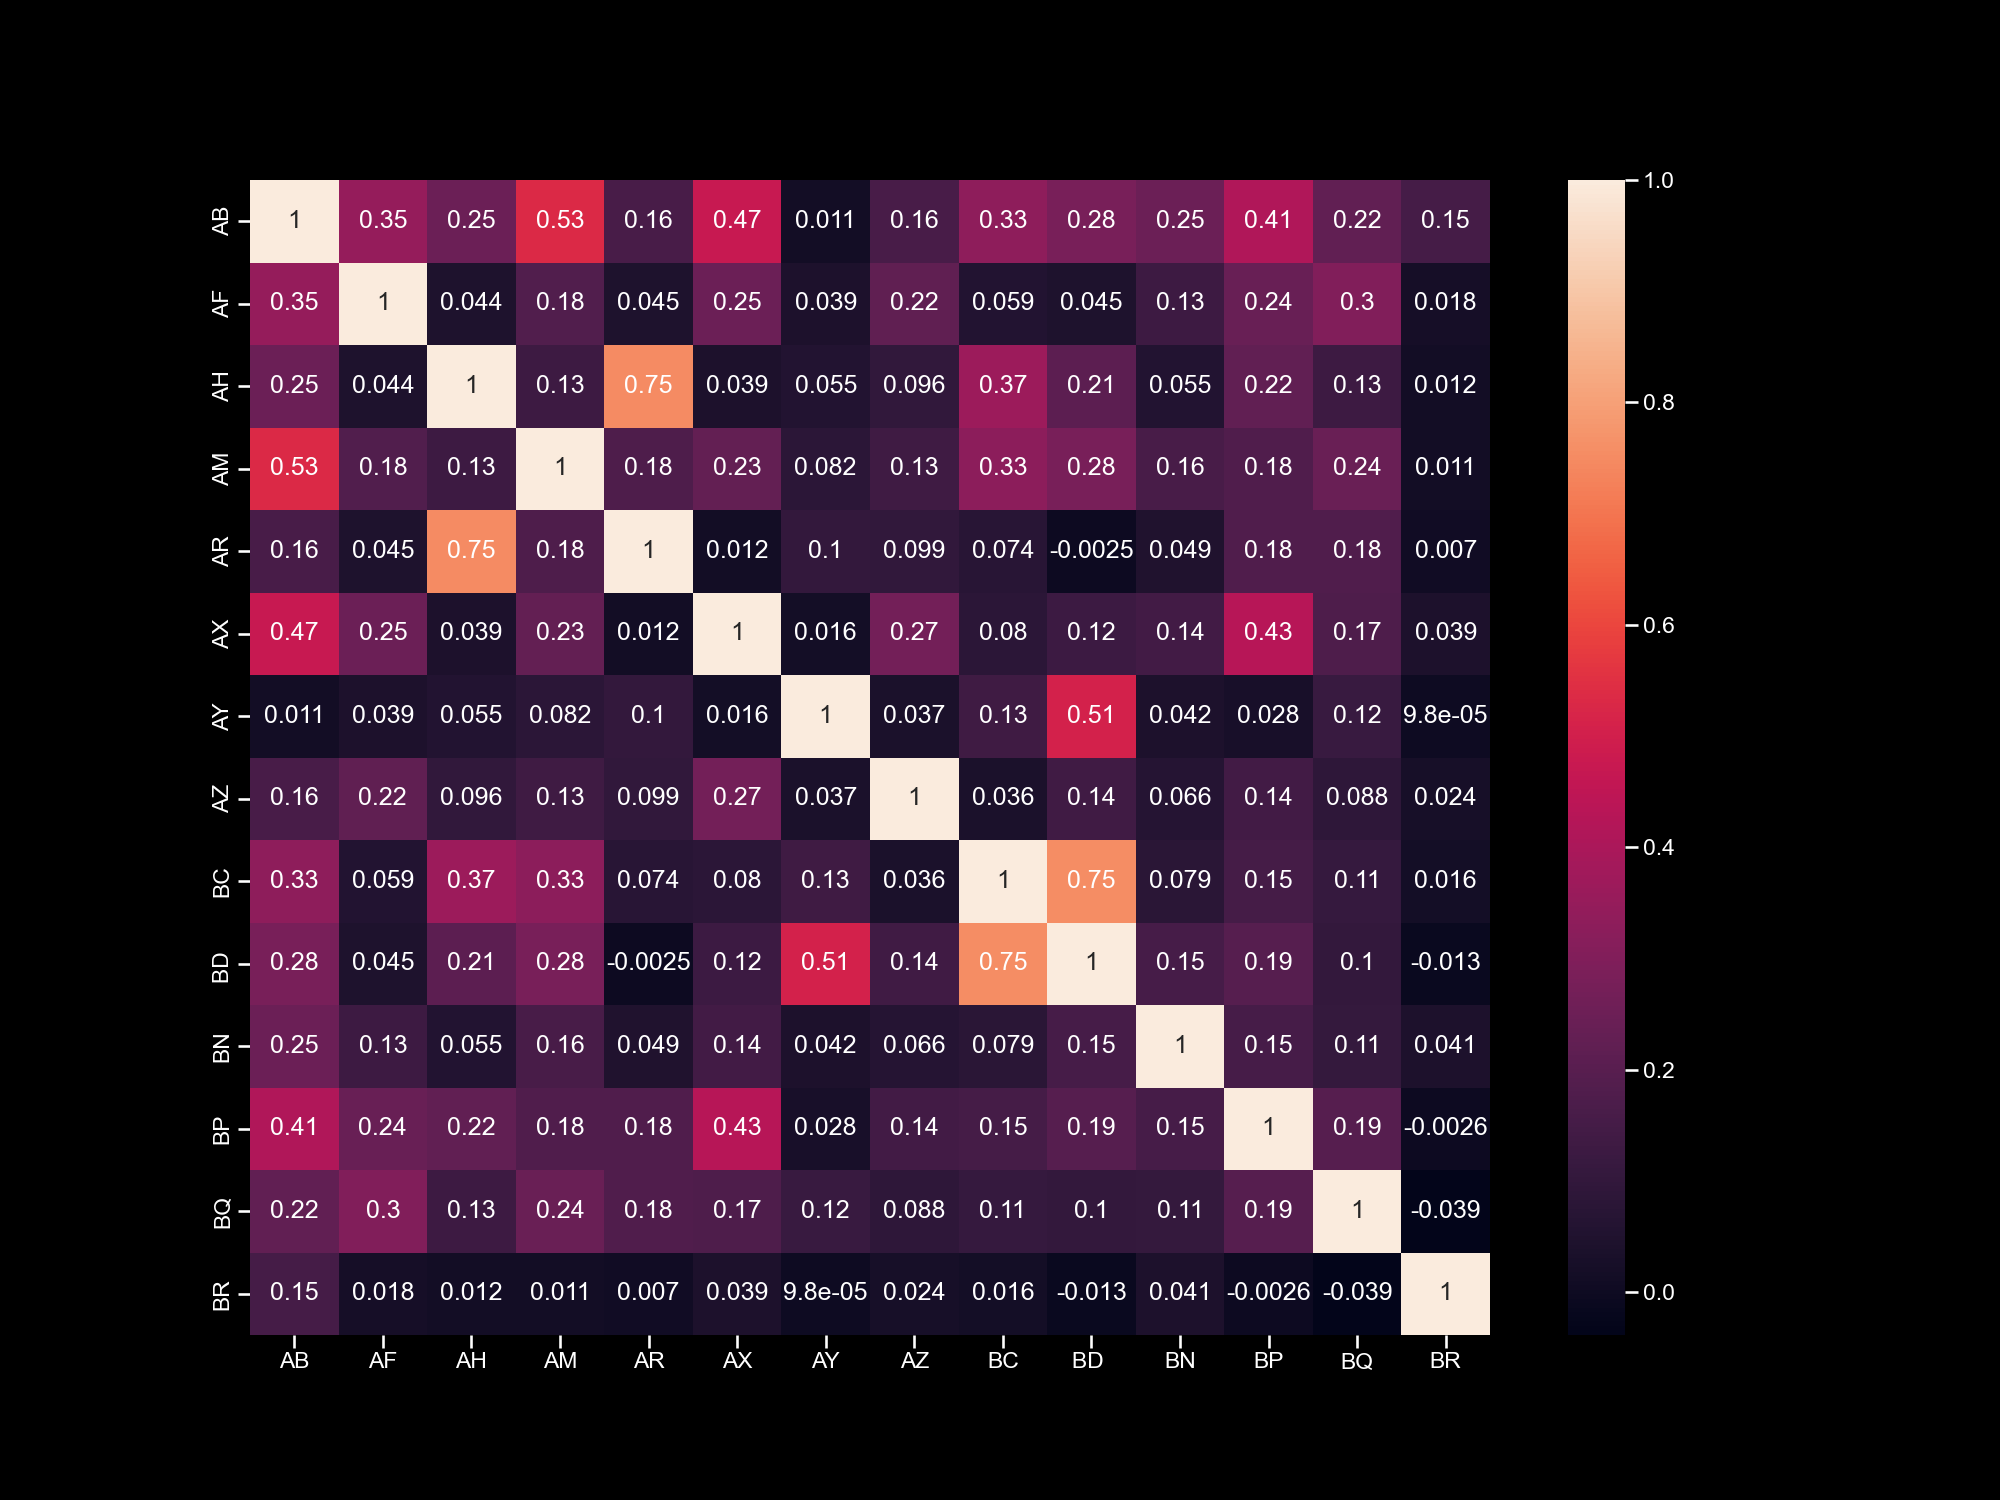 AB 1 0.35 0.25 0.53 0.16 0.47 0.011 0.16 0.33 0.28 0.25 0.41 0.22 0.15
AF 0.35 1 0.044 0.18 0.045 0.25 0.039 0.22 0.059 0.045 0.13 0.24 0.3 0.018
AH 0.25 0.044 1 0.13 0.75 0.039 0.055 0.096 0.37 0.21 0.055 0.22 0.13 0.012
AM 0.53 0.18 0.13 1 0.18 0.23 0.082 0.13 0.33 0.28 0.16 0.18 0.24 0.011
AR 0.16 0.045 0.75 0.18 1 0.012 0.1 0.099 0.074 -0.0025 0.049 0.18 0.18 0.007
AX 0.47 0.25 0.039 0.23 0.012 1 0.016 0.27 0.08 0.12 0.14 0.43 0.17 0.039
AY 0.011 0.039 0.055 0.082 0.1 0.016 1 0.037 0.13 0.51 0.042 0.028 0.12 9.8e-05
AZ 0.16 0.22 0.096 0.13 0.099 0.27 0.037 1 0.036 0.14 0.066 0.14 0.088 0.024
BC 0.33 0.059 0.37 0.33 0.074 0.08 0.13 0.036 1 0.75 0.079 0.15 0.11 0.016
BD 0.28 0.045 0.21 0.28 -0.0025 0.12 0.51 0.14 0.75 1 0.15 0.19 0.1 -0.013
BN 0.25 0.13 0.055 0.16 0.049 0.14 0.042 0.066 0.079 0.15 1 0.15 0.11 0.041
BP 0.41 0.24 0.22 0.18 0.18 0.43 0.028 0.14 0.15 0.19 0.15 1 0.19 -0.0026
BQ 0.22 0.3 0.13 0.24 0.18 0.17 0.12 0.088 0.11 0.1 0.11 0.19 1 -0.039
BR 0.15 0.018 0.012 0.011 0.007 0.039 9.8e-05 0.024 0.016 -0.013 0.041 -0.0026 -0.039 1
AB AF AH AM AR AX AY AZ BC BD BN BP BQ BR
1.0
0.8
0.6
0.4
0.2
0.0